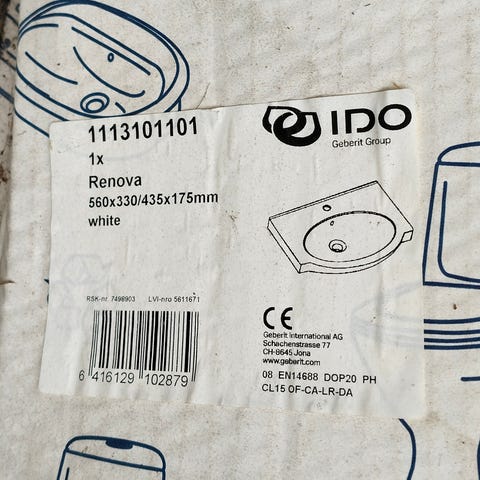 1113101101
1x
Renova
560x330/435x175mm
white
IDO
Geberit Group
RSK-nr. 7498903 LVI-nro 5611671
6 416129 102879
CE
Geberit International AG
Schachenstrasse 77
CH-8645 Jona
www.geberit.com
08 EN14688 DOP20 PH
CL15 OF-CA-LR-DA